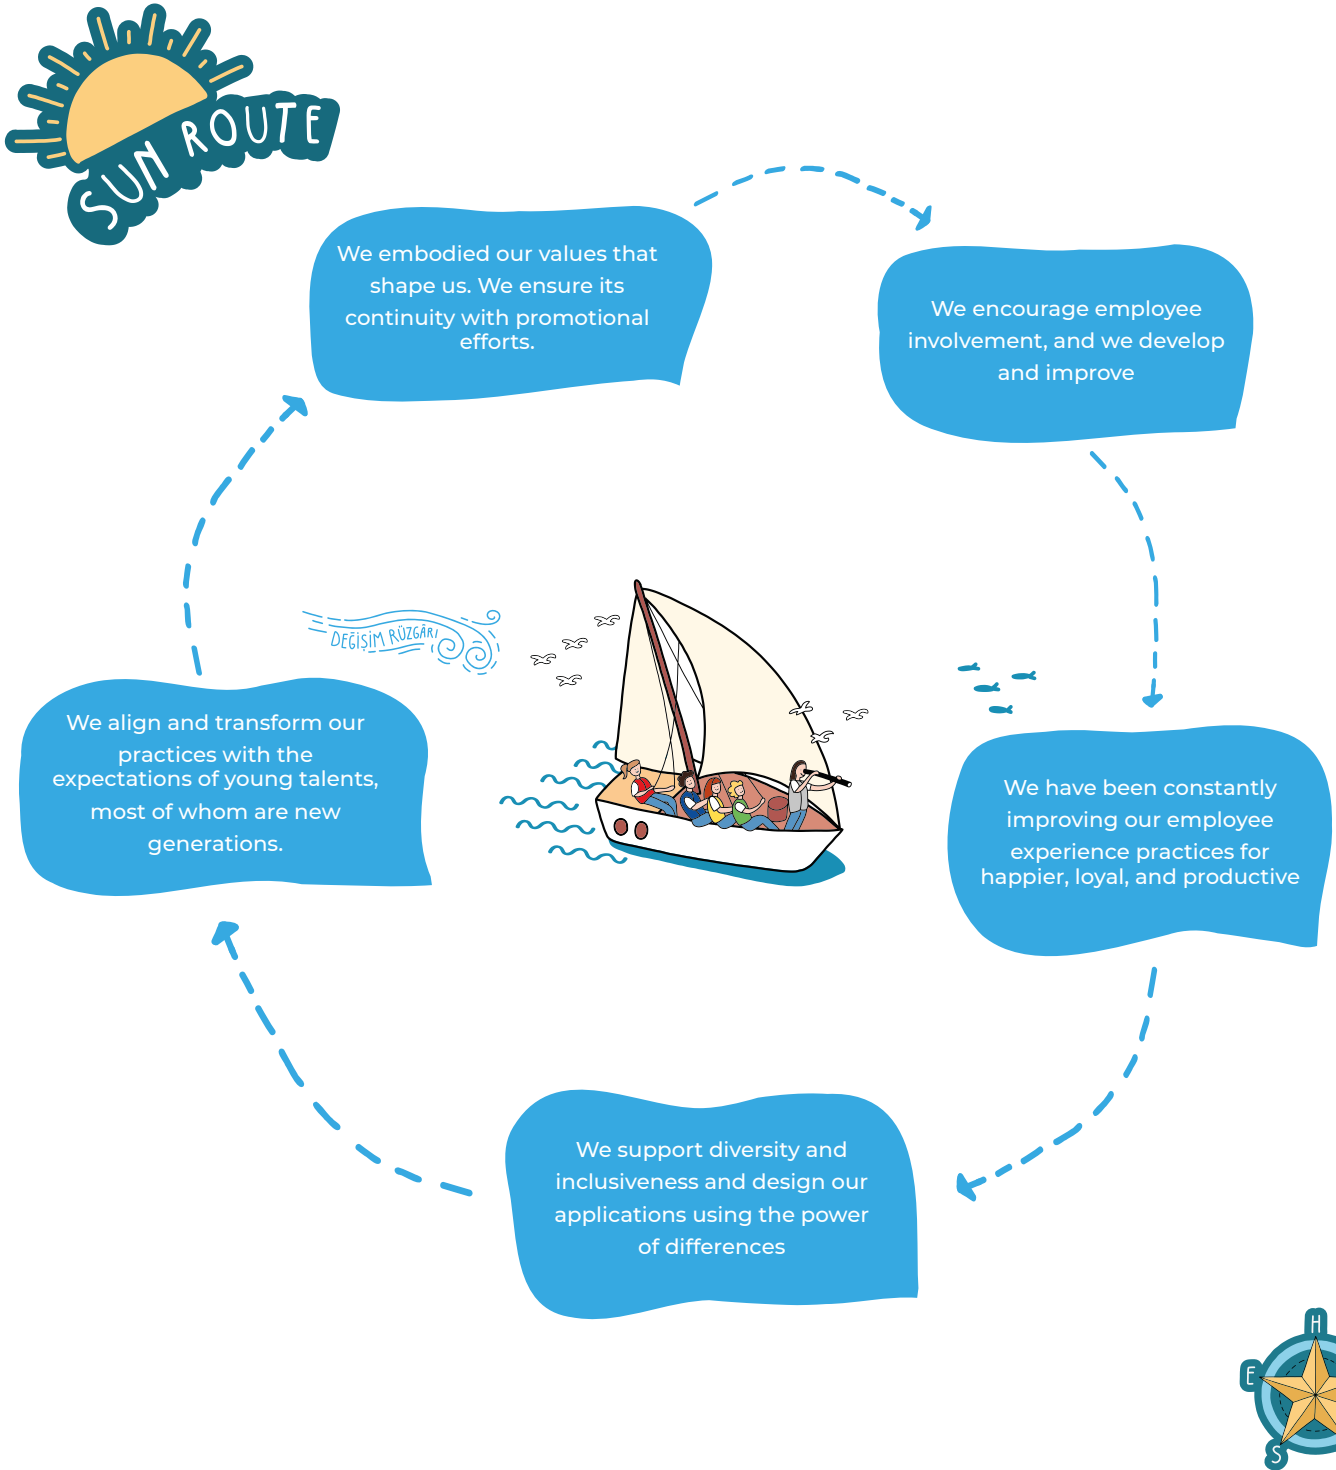 SUN ROUTE
We embodied our values that
shape us. We ensure its
continuity with promotional
efforts.
We encourage employee
involvement, and we develop
and improve
DEĞİŞİM RÜZGÂRI
We align and transform our
practices with the
expectations of young talents,
most of whom are new
generations.
We have been constantly
improving our employee
experience practices for
happier, loyal, and productive
We support diversity and
inclusiveness and design our
applications using the power
of differences
H
E
S